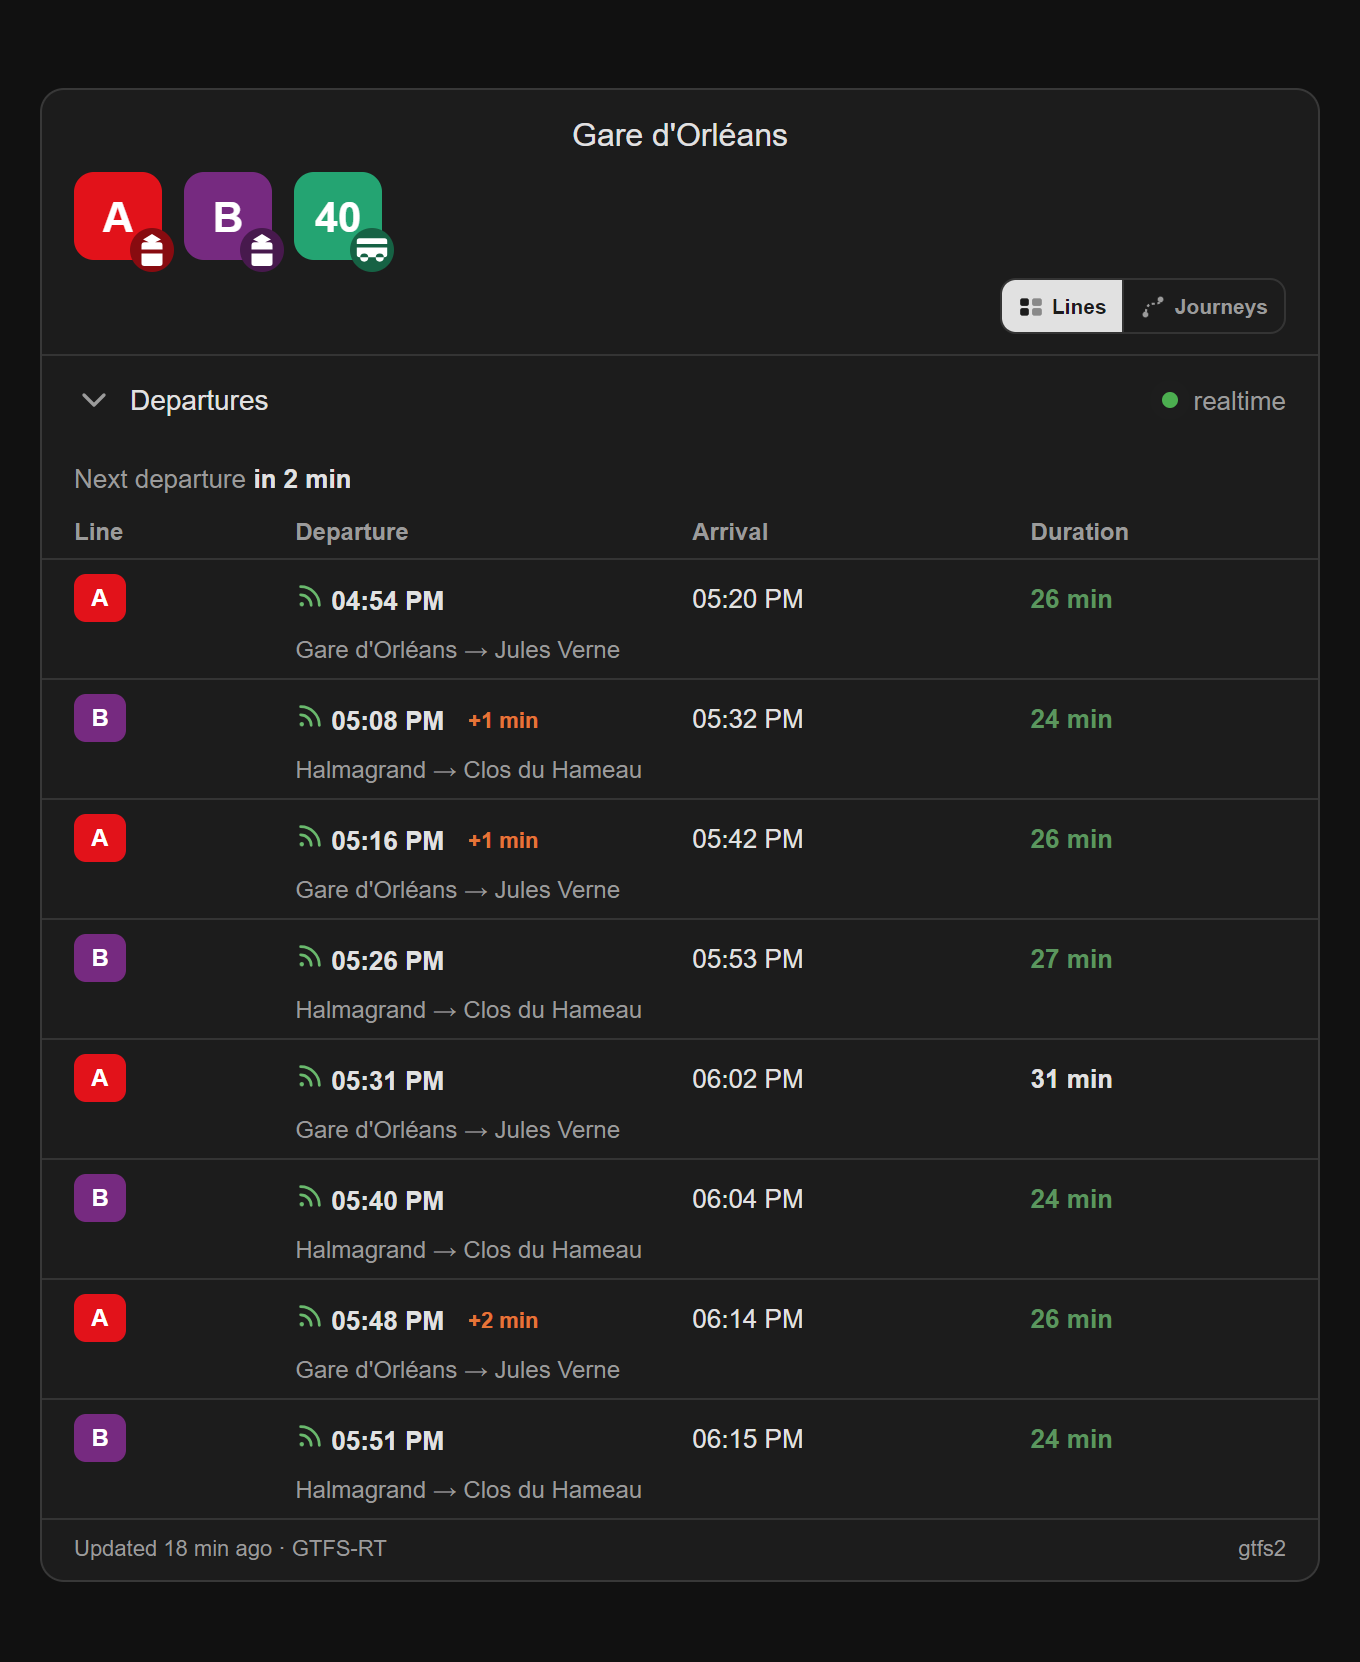 Gare d'Orléans
A B 40
Lines Journeys
Departures realtime
Next departure in 2 min
Line Departure Arrival Duration
A 04:54 PM 05:20 PM 26 min
Gare d'Orléans → Jules Verne
B 05:08 PM +1 min 05:32 PM 24 min
Halmagrand → Clos du Hameau
A 05:16 PM +1 min 05:42 PM 26 min
Gare d'Orléans → Jules Verne
B 05:26 PM 05:53 PM 27 min
Halmagrand → Clos du Hameau
A 05:31 PM 06:02 PM 31 min
Gare d'Orléans → Jules Verne
B 05:40 PM 06:04 PM 24 min
Halmagrand → Clos du Hameau
A 05:48 PM +2 min 06:14 PM 26 min
Gare d'Orléans → Jules Verne
B 05:51 PM 06:15 PM 24 min
Halmagrand → Clos du Hameau
Updated 18 min ago · GTFS-RT gtfs2